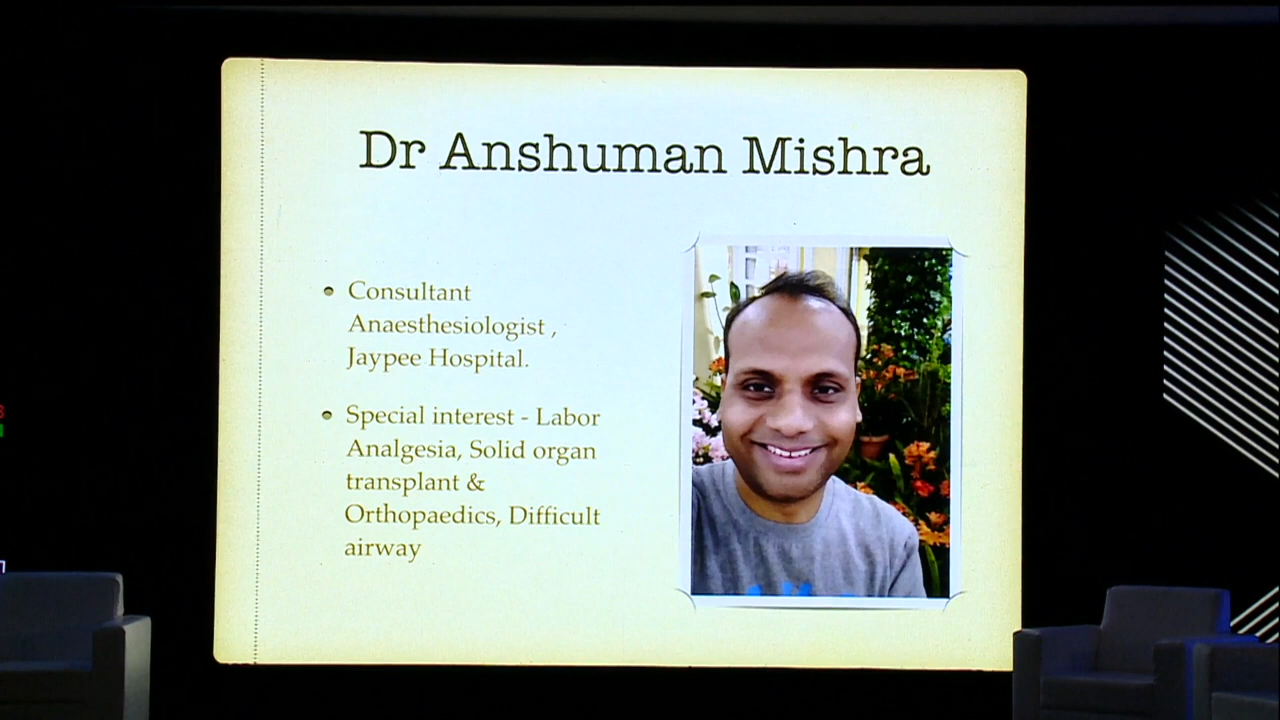 Dr Anshuman Mishra
• Consultant
Anaesthesiologist ,
Jaypee Hospital.
• Special interest - Labor
Analgesia, Solid organ
transplant &
Orthopaedics, Difficult
airway